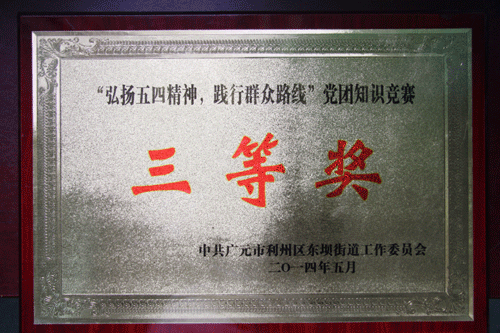 “弘扬五四精神，践行群众路线”党团知识竞赛
三等奖
中共广元市利州区东坝街道工作委员会
二〇一四年五月